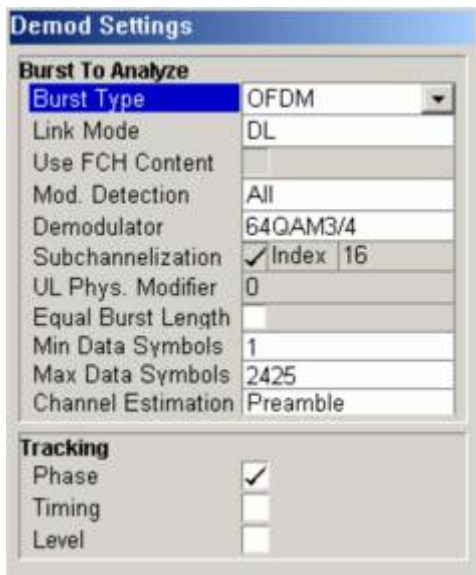 Demod Settings
Burst To Analyze
Burst Type OFDM
Link Mode DL
Use FCH Content
Mod. Detection All
Demodulator 64QAM3/4
Subchannelization Index 16
UL Phys. Modifier 0
Equal Burst Length
Min Data Symbols 1
Max Data Symbols 2425
Channel Estimation Preamble
Tracking
Phase
Timing
Level